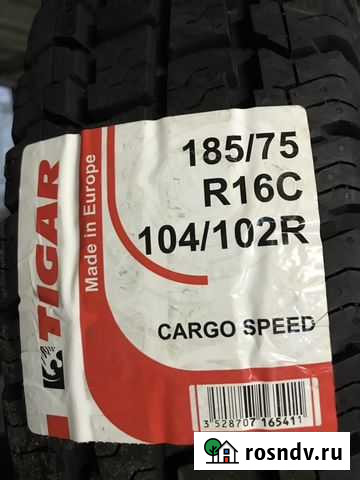 TIGAR
Made in Europe
185/75
R16C
104/102R
CARGO SPEED
3 528707 165411
rosndv.ru